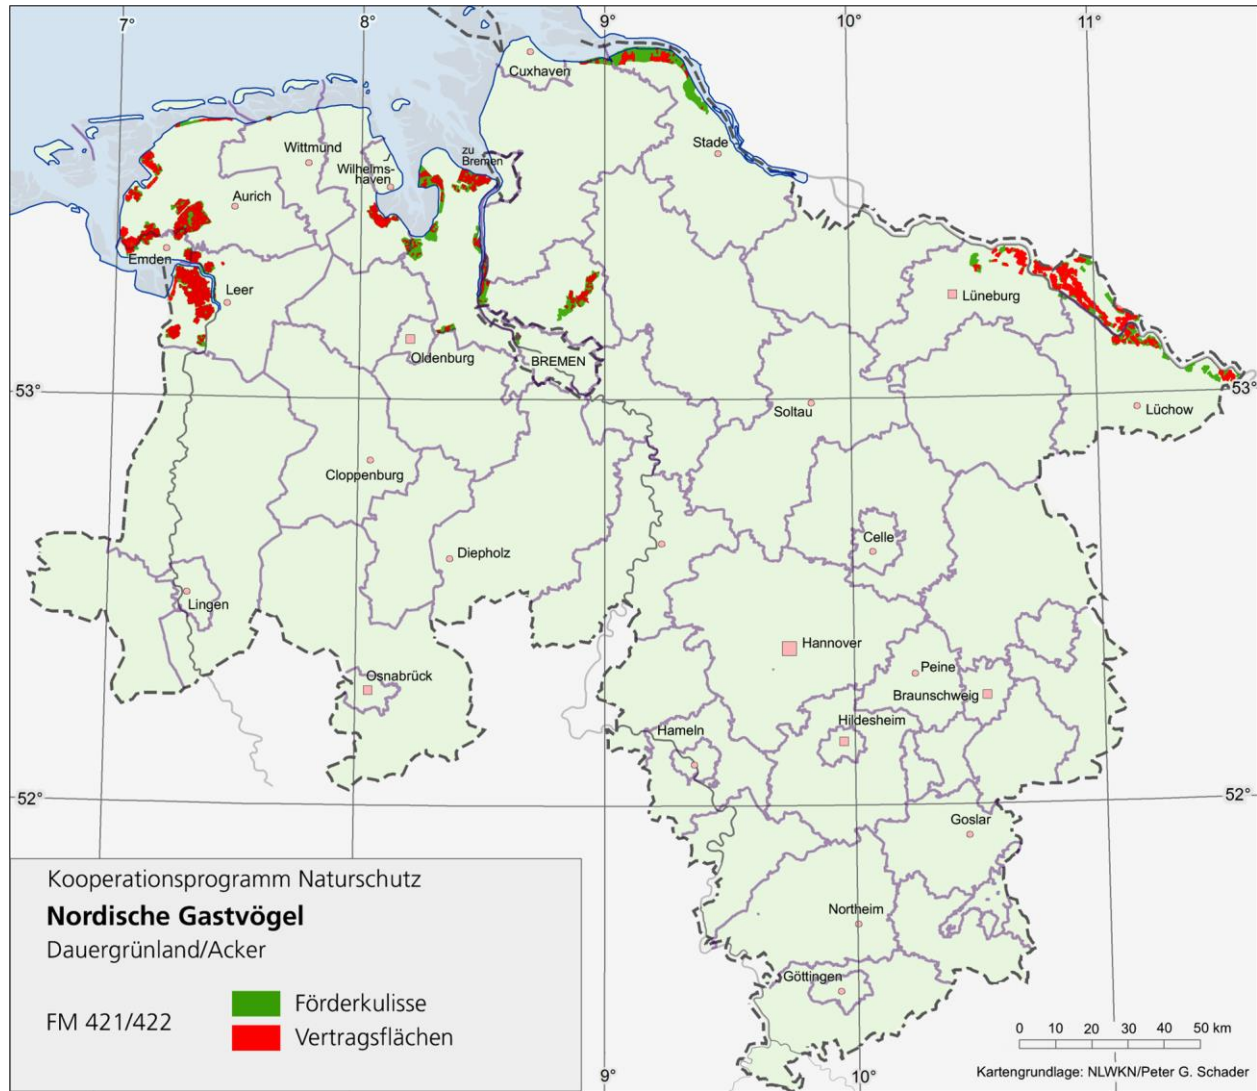 7°
8°
9°
10°
11°
Cuxhaven
Stade
Wittmund
zu
Bremen
Wilhelms-
haven
Aurich
Emden
Leer
Lüneburg
Oldenburg
BREMEN
53°
53°
Soltau
Lüchow
Cloppenburg
Celle
Diepholz
Lingen
Hannover
Osnabrück
Peine
Braunschweig
Hildesheim
Hameln
52°
52°
Goslar
Northeim
Göttingen
Kooperationsprogramm Naturschutz
Nordische Gastvögel
Dauergrünland/Acker
FM 421/422
Förderkulisse
Vertragsflächen
0 10 20 30 40 50 km
Kartengrundlage: NLWKN/Peter G. Schader
9°
10°